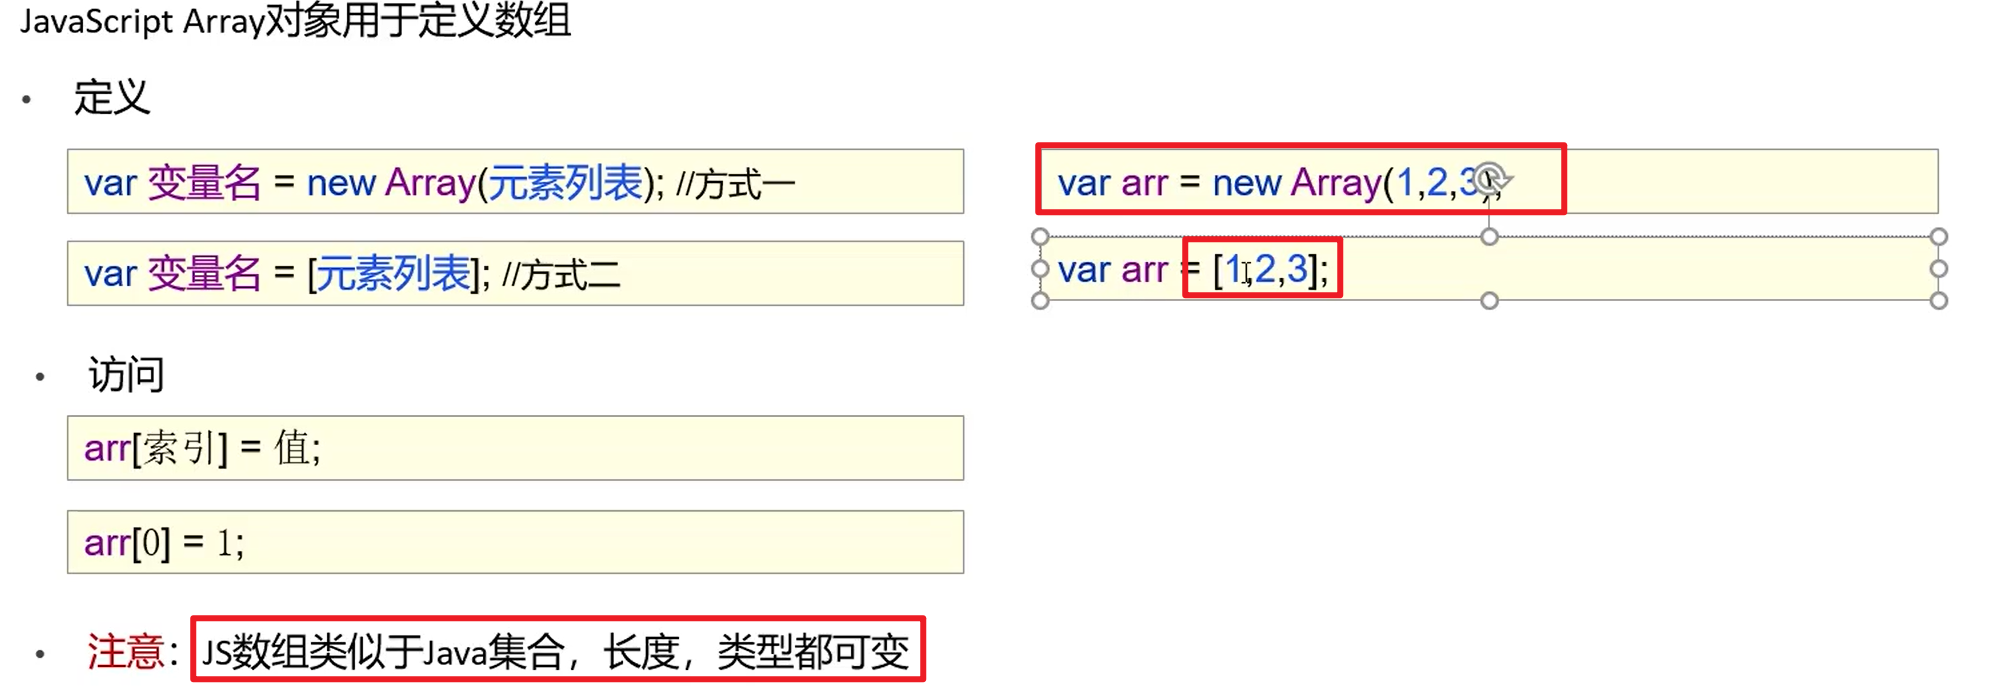 JavaScript Array对象用于定义数组
• 定义
var 变量名 = new Array(元素列表); //方式一
var arr = new Array(1,2,3);
var 变量名 = [元素列表]; //方式二
var arr = [1,2,3];
• 访问
arr[索引] = 值;
arr[0] = 1;
• 注意：JS数组类似于Java集合，长度，类型都可变